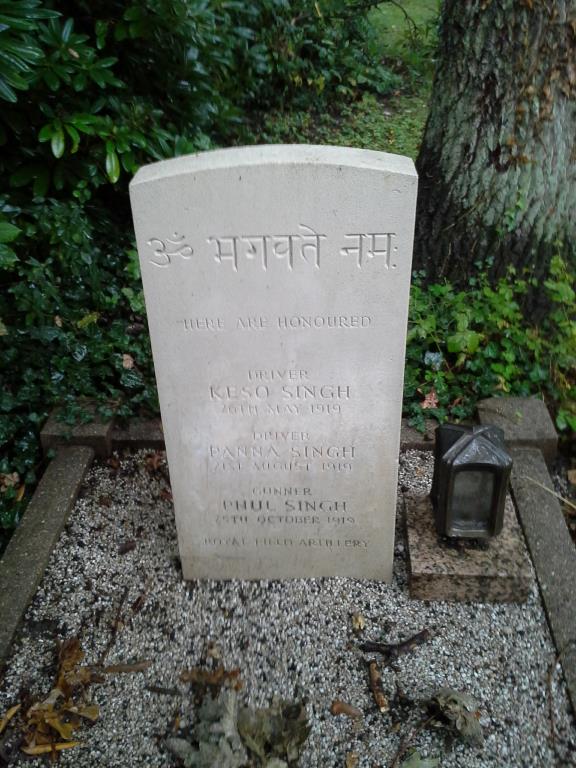 ॐ भगवते नमः
HERE ARE HONOURED
DRIVER
KESO SINGH
26TH MAY 1919
DRIVER
PANNA SINGH
21ST AUGUST 1919
GUNNER
PHUL SINGH
25TH OCTOBER 1919
ROYAL FIELD ARTILLERY